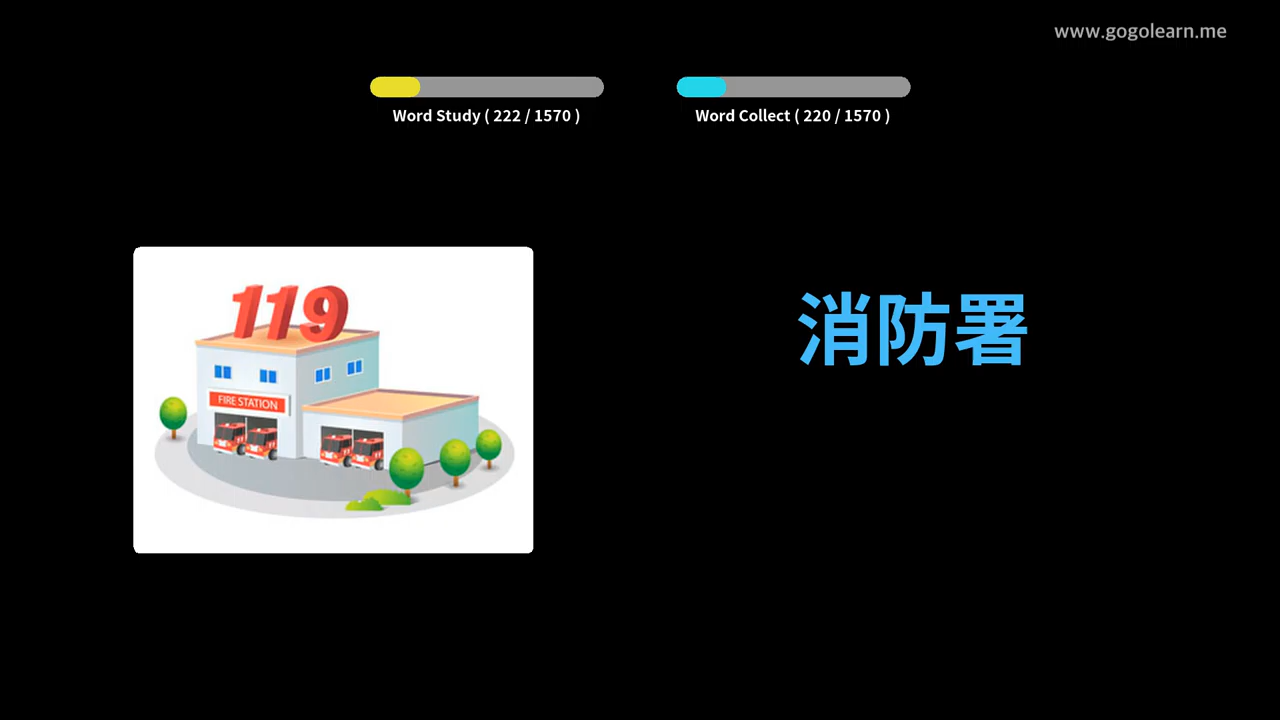 www.gogolearn.me
Word Study ( 222 / 1570 )
Word Collect ( 220 / 1570 )
119
FIRE STATION
消防署